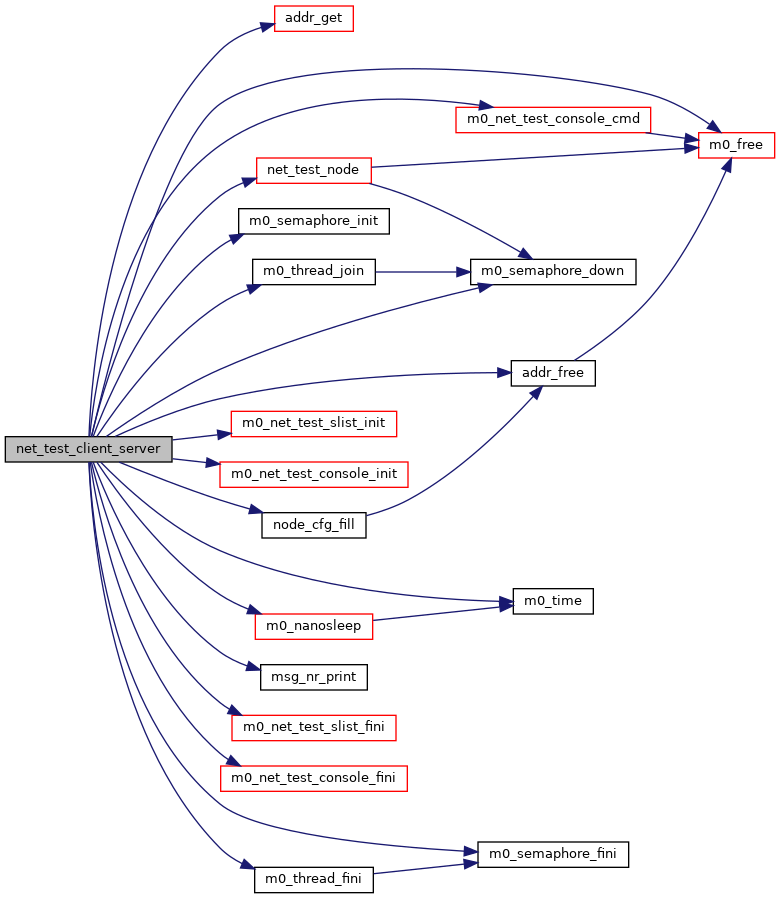 addr_get
m0_net_test_console_cmd
m0_free
net_test_node
m0_semaphore_init
m0_thread_join
m0_semaphore_down
addr_free
m0_net_test_slist_init
net_test_client_server
m0_net_test_console_init
node_cfg_fill
m0_time
m0_nanosleep
msg_nr_print
m0_net_test_slist_fini
m0_net_test_console_fini
m0_semaphore_fini
m0_thread_fini